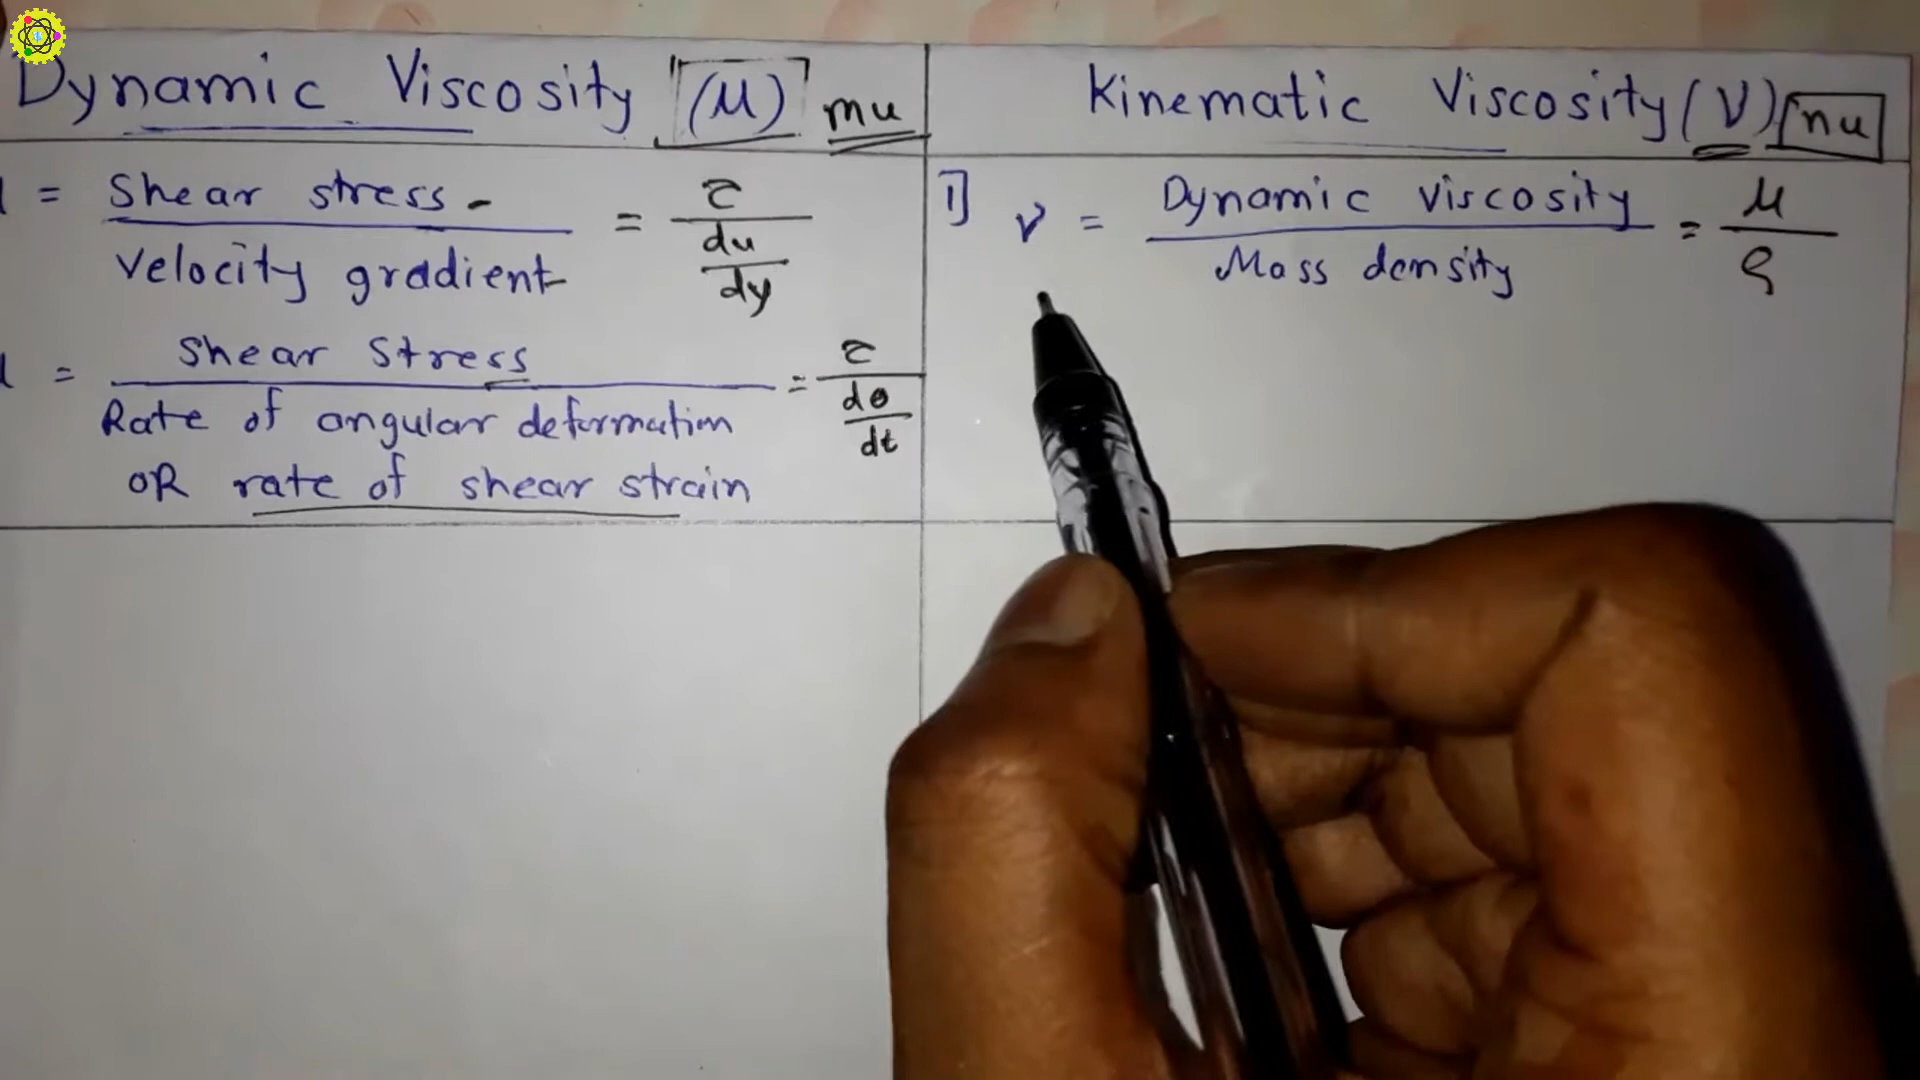 Dynamic Viscosity (μ) mu
= Shear stress = τ
Velocity gradient du
dy
= Shear Stress = τ
Rate of angular deformation dθ
OR rate of shear strain dt
Kinematic Viscosity (ν) nu
1] ν = Dynamic Viscosity = μ
Mass density ρ